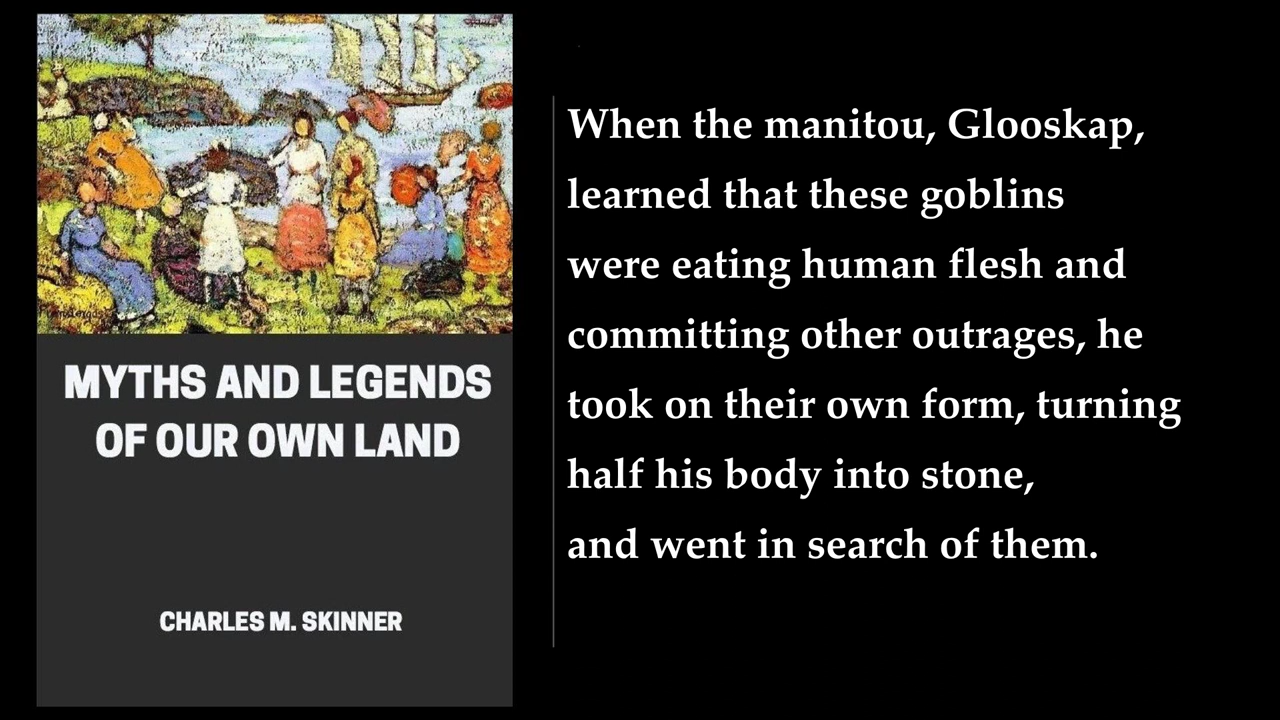 MYTHS AND LEGENDS
OF OUR OWN LAND
CHARLES M. SKINNER
When the manitou, Glooskap,
learned that these goblins
were eating human flesh and
committing other outrages, he
took on their own form, turning
half his body into stone,
and went in search of them.